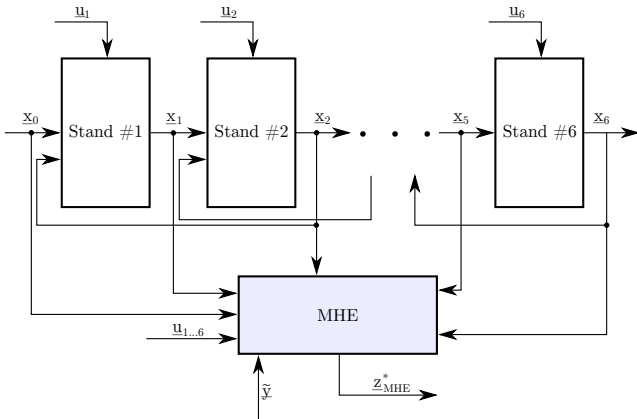 u₁
u₂
u₆
x₀
Stand #1
x₁
Stand #2
x₂
x₅
Stand #6
x₆
MHE
u₁...₆
ỹ
z*MHE